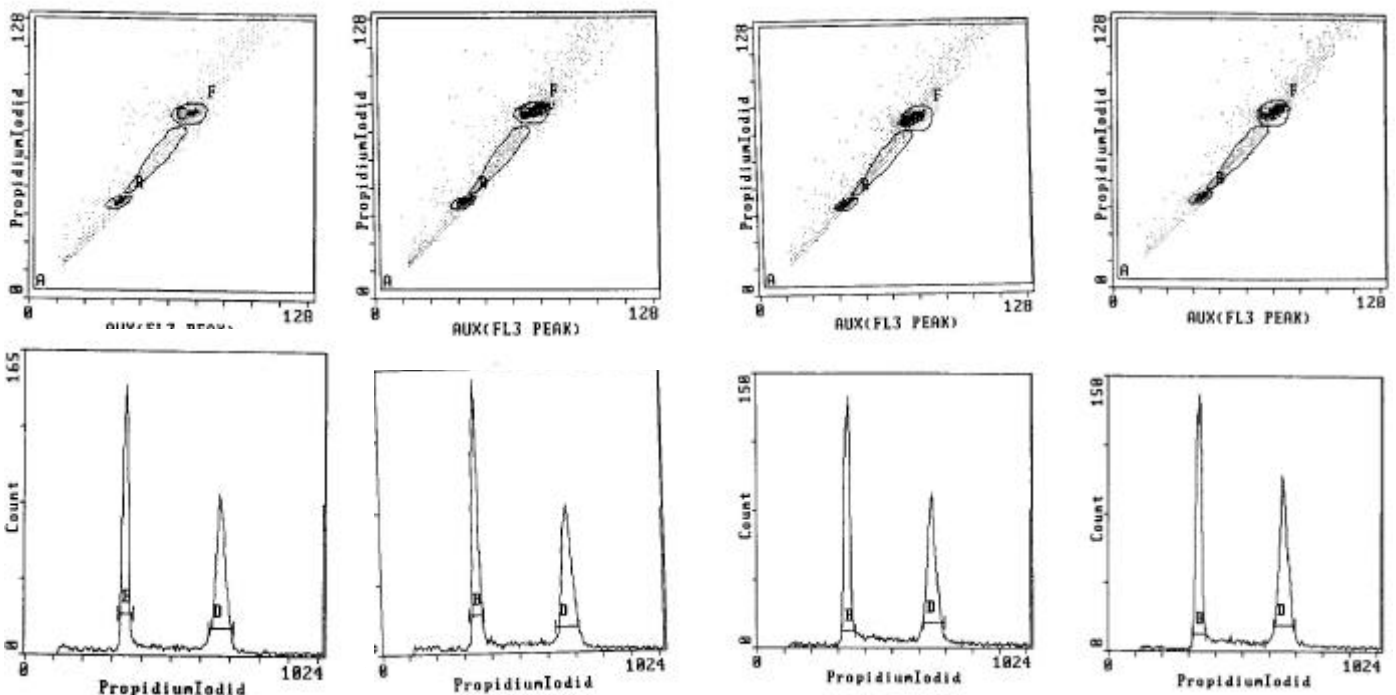 128
PropidiumIodid
F
C
A
0
0
128
128
PropidiumIodid
F
A
0
0
128
AUX(FL3 PEAK)
128
PropidiumIodid
F
A
0
0
128
AUX(FL3 PEAK)
128
PropidiumIodid
F
A
0
0
128
AUX(FL3 PEAK)
165
Count
D
0
0
1024
PropidiumIodid
D
0
1024
PropidiumIodid
150
Count
D
0
0
1024
PropidiumIodid
150
Count
D
0
0
1024
PropidiumIodid